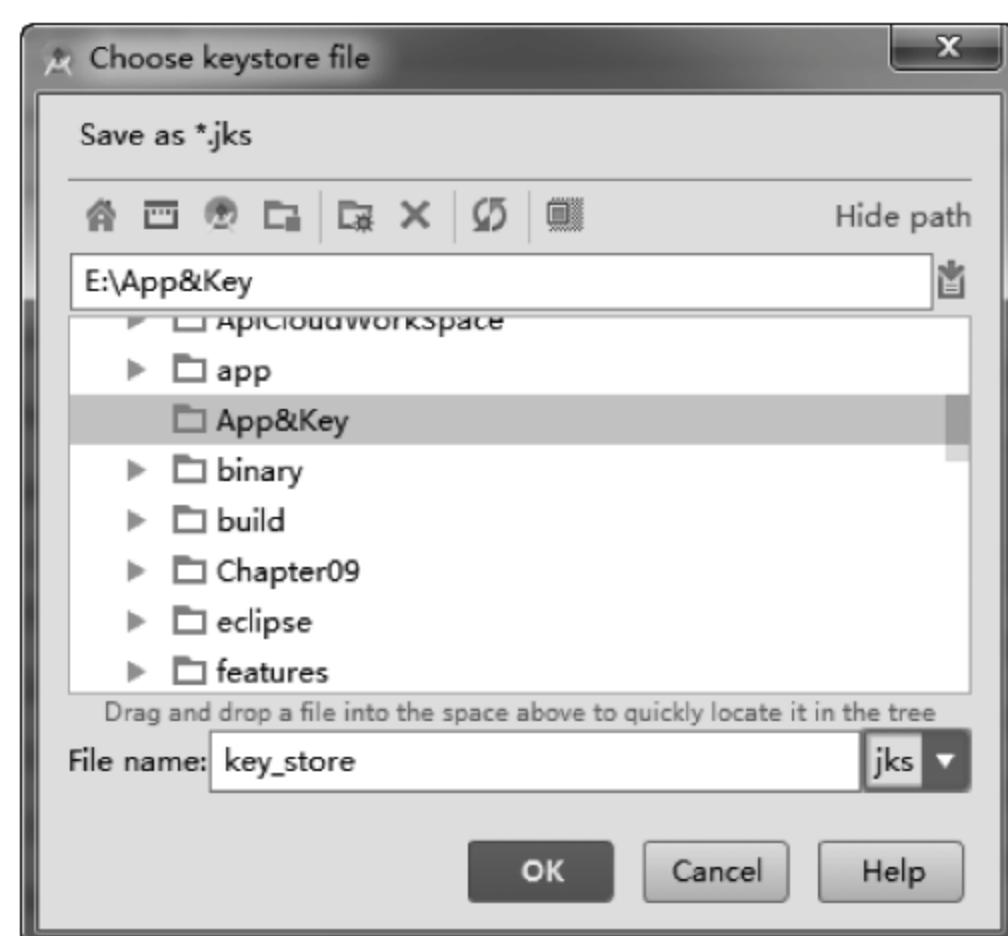 Choose keystore file
Save as *.jks
Hide path
E:\App&Key
ApiCloudWorkSpace
app
App&Key
binary
build
Chapter09
eclipse
features
Drag and drop a file into the space above to quickly locate it in the tree
File name: key_store jks
OK Cancel Help